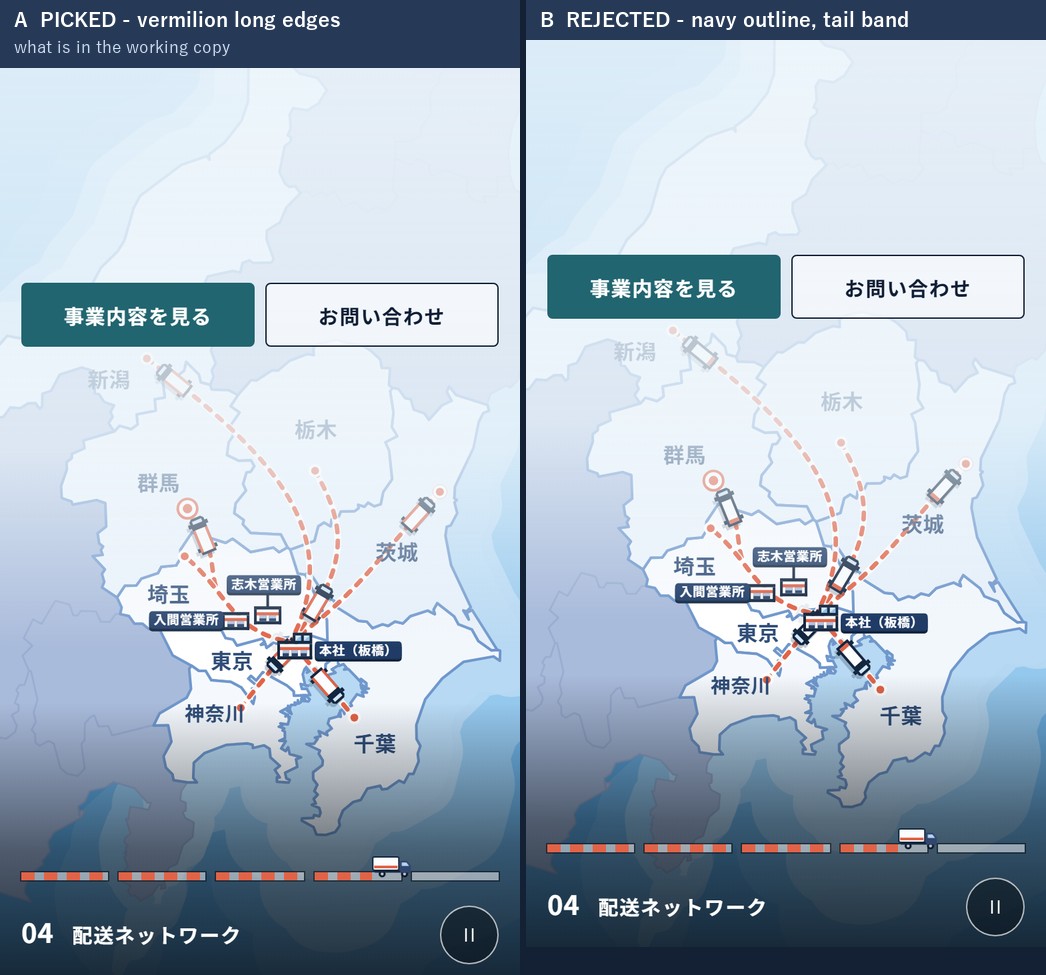 A PICKED - vermilion long edges
what is in the working copy
事業内容を見る
お問い合わせ
新潟
栃木
群馬
茨城
埼玉
志木営業所
入間営業所
本社（板橋）
東京
神奈川
千葉
04 配送ネットワーク
B REJECTED - navy outline, tail band
事業内容を見る
お問い合わせ
新潟
栃木
群馬
茨城
埼玉
志木営業所
入間営業所
本社（板橋）
東京
神奈川
千葉
04 配送ネットワーク